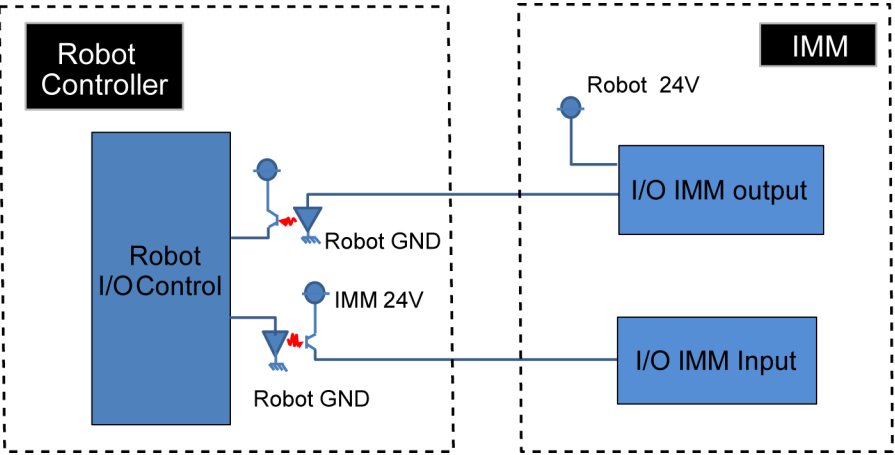 Robot
Controller
IMM
Robot 24V
I/O IMM output
Robot GND
Robot
I/O Control
IMM 24V
I/O IMM Input
Robot GND